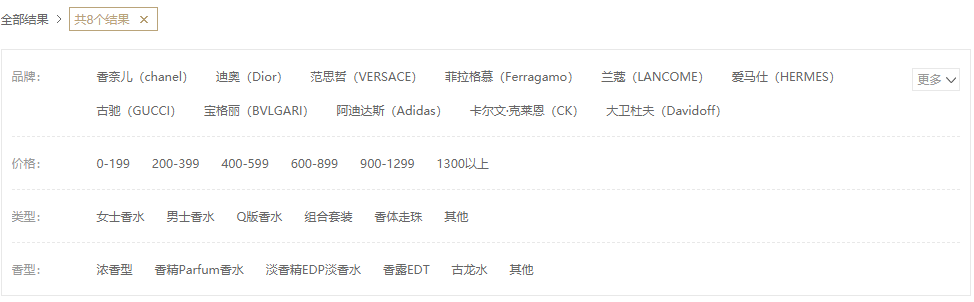 全部结果 > 共8个结果 ×
品牌： 香奈儿（chanel） 迪奥（Dior） 范思哲（VERSACE） 菲拉格慕（Ferragamo） 兰蔻（LANCOME） 爱马仕（HERMES） 更多
古驰（GUCCI） 宝格丽（BVLGARI） 阿迪达斯（Adidas） 卡尔文·克莱恩（CK） 大卫杜夫（Davidoff）
价格： 0-199 200-399 400-599 600-899 900-1299 1300以上
类型： 女士香水 男士香水 Q版香水 组合套装 香体走珠 其他
香型： 浓香型 香精Parfum香水 淡香精EDP淡香水 香露EDT 古龙水 其他